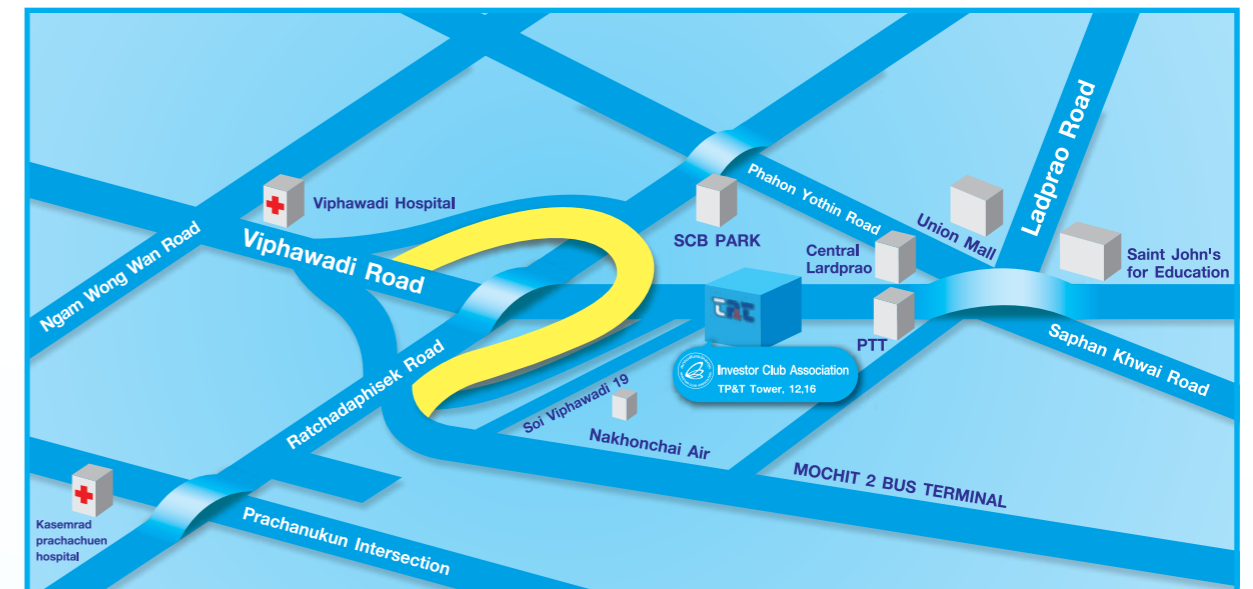 Ladprao Road
Phahon Yothin Road
Viphawadi Hospital
Union Mall
Ngam Wong Wan Road
Viphawadi Road
SCB PARK
Central
Lardprao
Saint John's
for Education
PTT
Saphan Khwai Road
Investor Club Association
TP&T Tower, 12,16
Ratchadaphisek Road
Soi Viphawadi 19
Nakhonchai Air
MOCHIT 2 BUS TERMINAL
Kasemrad
prachachuen
hospital
Prachanukun Intersection